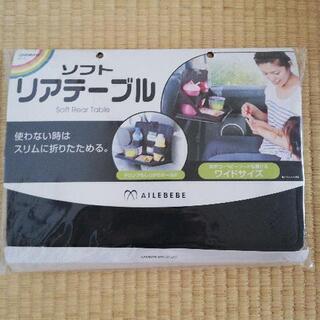 ソフト
リアテーブル
Soft Rear Table
使わない時は
スリムに折りたためる。
ワイドサイズ
AILEBEBE